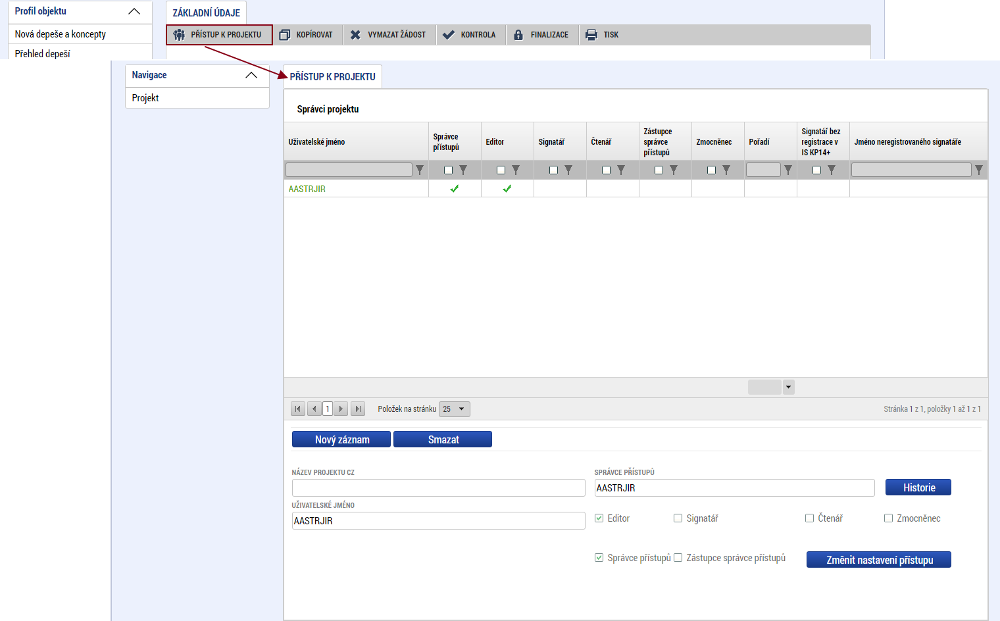 Profil objektu
ZÁKLADNÍ ÚDAJE
Nová depeše a koncepty
PŘÍSTUP K PROJEKTU KOPÍROVAT VYMAZAT ŽÁDOST KONTROLA FINALIZACE TISK
Přehled depeší
Navigace
Projekt
PŘÍSTUP K PROJEKTU
Správci projektu
Uživatelské jméno
Správce
přístupů
Editor
Signatář
Čtenář
Zástupce
správce
přístupů
Zmocněnec
Pořadí
Signatář bez
registrace v
IS KP14+
Jméno neregistrovaného signatáře
AASTRJIR
1 Položek na stránku 25 Stránka 1 z 1, položky 1 až 1 z 1
Nový záznam Smazat
NÁZEV PROJEKTU CZ
SPRÁVCE PŘÍSTUPŮ
AASTRJIR
Historie
UŽIVATELSKÉ JMÉNO
AASTRJIR
Editor Signatář Čtenář Zmocněnec
Správce přístupů Zástupce správce přístupů Změnit nastavení přístupu